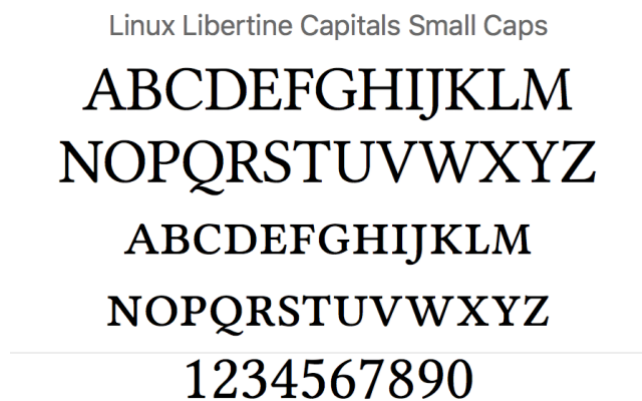 Linux Libertine Capitals Small Caps
ABCDEFGHIJKLM
NOPQRSTUVWXYZ
ABCDEFGHIJKLM
NOPQRSTUVWXYZ
1234567890